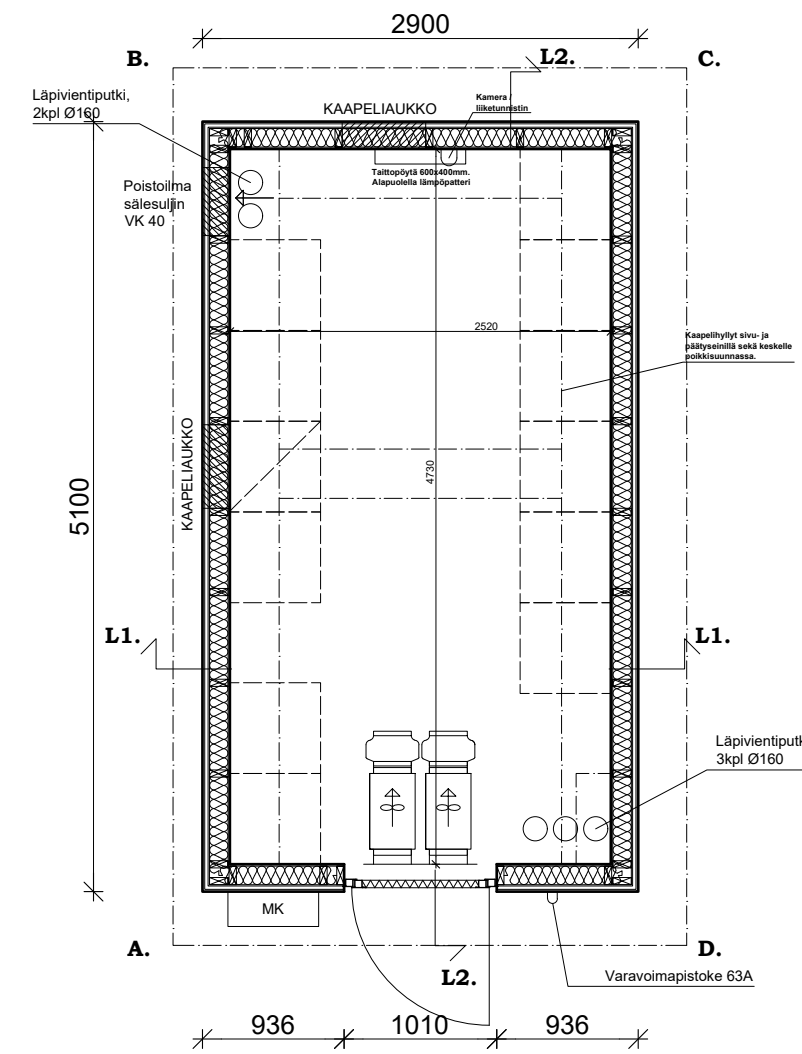 2900
B.
L2.
C.
Läpivientiputki,
2kpl Ø160
KAAPELIAUKKO
Kamera /
liiketunnistin
Taittopöytä 600x400mm.
Alapuolella lämpöpatteri
Poistoilma
sälesuljin
VK 40
2520
Kaapelihyllyt sivu- ja
päätyseinillä sekä keskelle
poikkisuunnassa.
KAAPELIAUKKO
4730
5100
L1.
L1.
Läpivientiputk
3kpl Ø160
MK
A.
D.
L2.
Varavoimapistoke 63A
936
1010
936